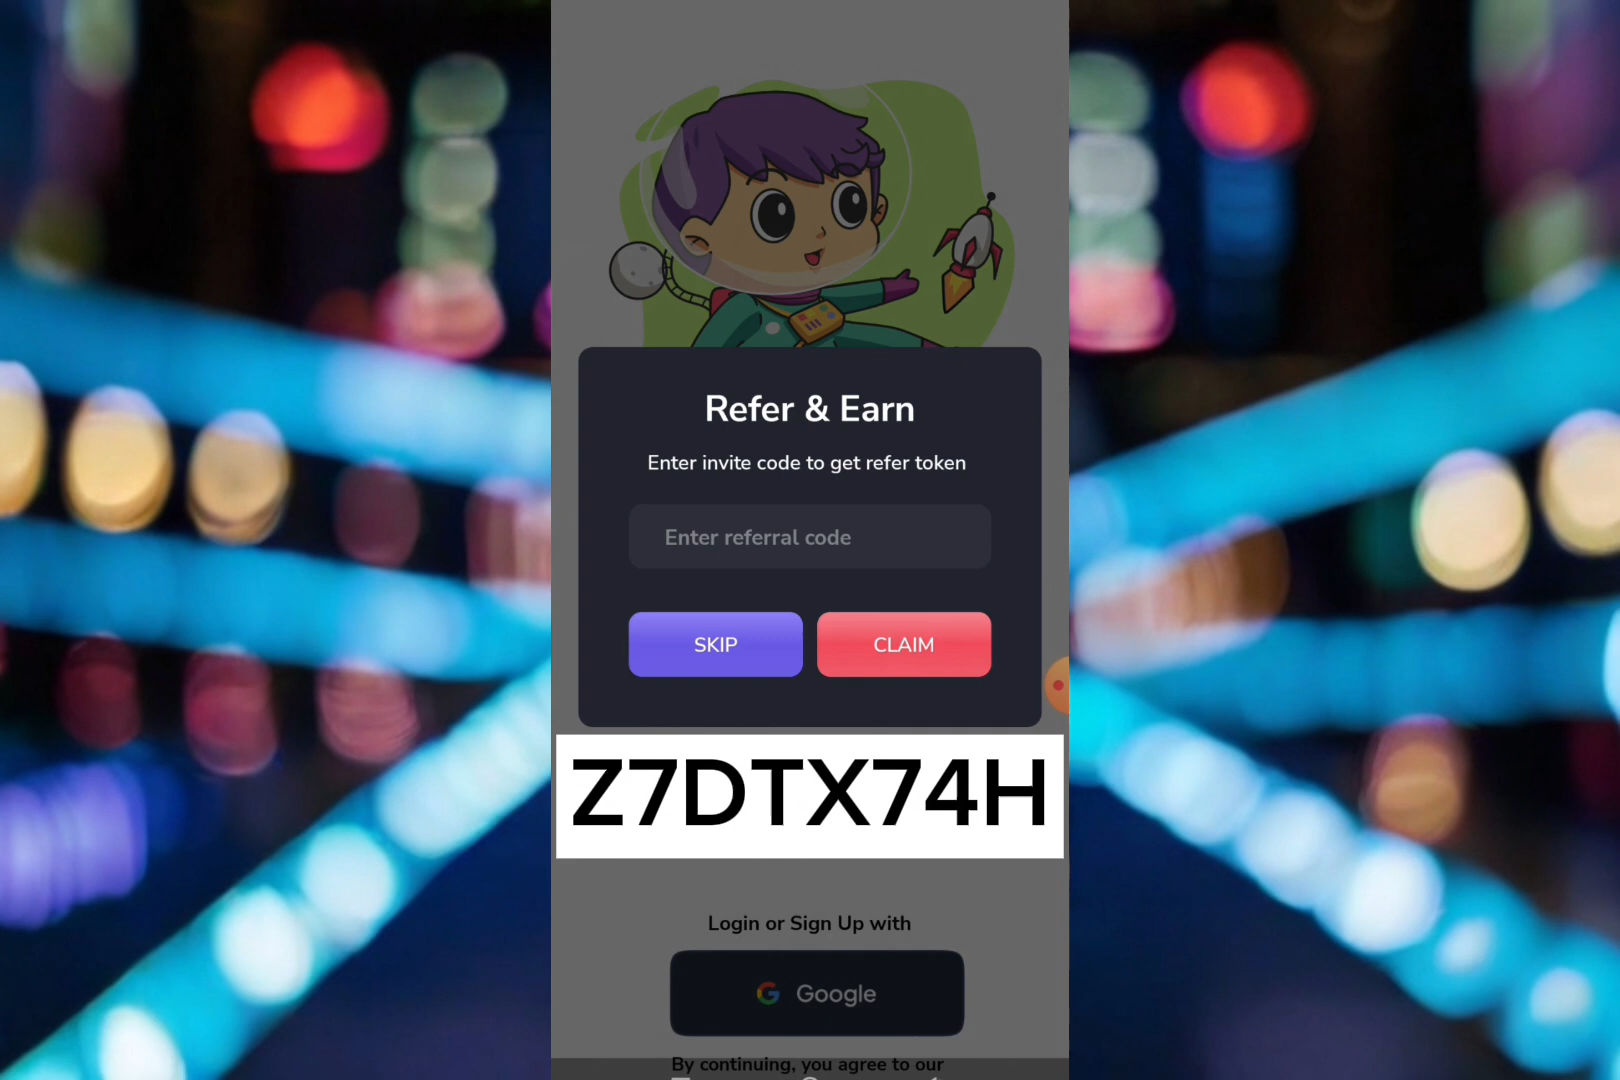 Refer & Earn
Enter invite code to get refer token
Enter referral code
SKIP
CLAIM
Z7DTX74H
Login or Sign Up with
Google
By continuing, you agree to our